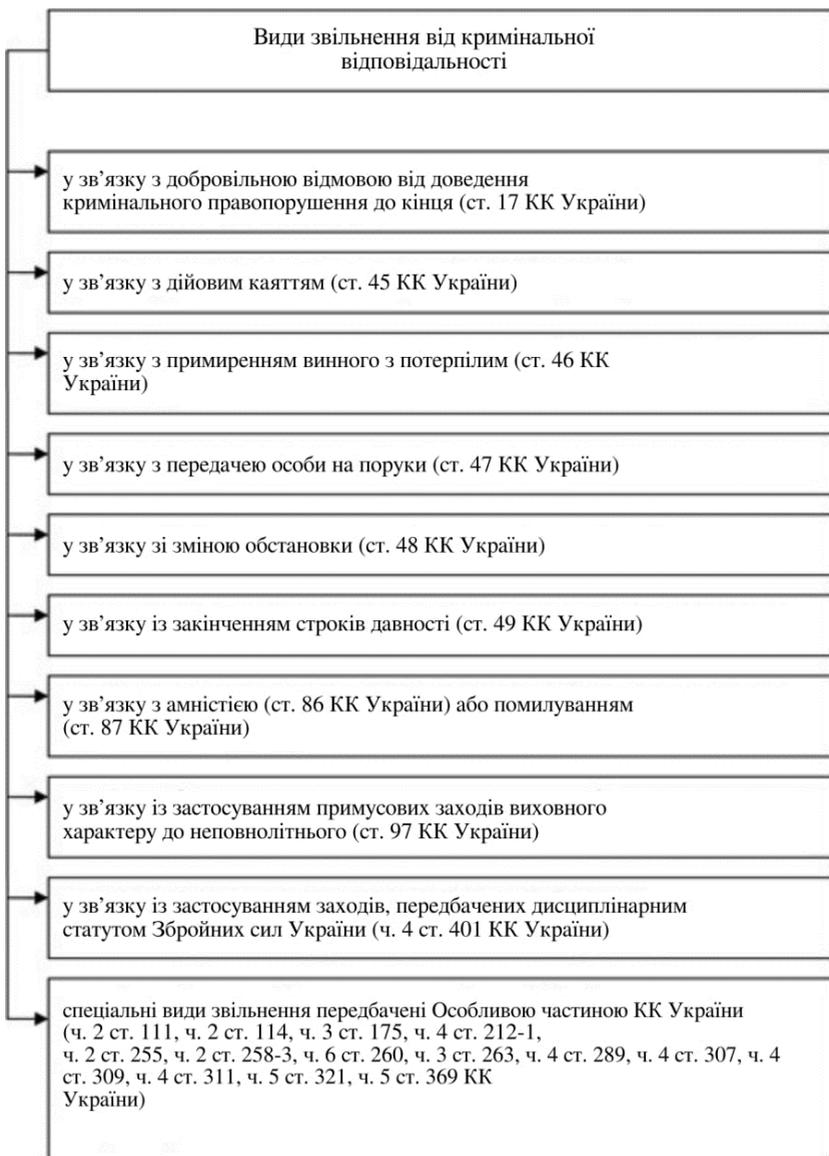 Види звільнення від кримінальної
відповідальності
у зв’язку з добровільною відмовою від доведення
кримінального правопорушення до кінця (ст. 17 КК України)
у зв’язку з дійовим каяттям (ст. 45 КК України)
у зв’язку з примиренням винного з потерпілим (ст. 46 КК
України)
у зв’язку з передачею особи на поруки (ст. 47 КК України)
у зв’язку зі зміною обстановки (ст. 48 КК України)
у зв’язку із закінченням строків давності (ст. 49 КК України)
у зв’язку з амністією (ст. 86 КК України) або помилуванням
(ст. 87 КК України)
у зв’язку із застосуванням примусових заходів виховного
характеру до неповнолітнього (ст. 97 КК України)
у зв’язку із застосуванням заходів, передбачених дисциплінарним
статутом Збройних сил України (ч. 4 ст. 401 КК України)
спеціальні види звільнення передбачені Особливою частиною КК України
(ч. 2 ст. 111, ч. 2 ст. 114, ч. 3 ст. 175, ч. 4 ст. 212-1,
ч. 2 ст. 255, ч. 2 ст. 258-3, ч. 6 ст. 260, ч. 3 ст. 263, ч. 4 ст. 289, ч. 4 ст. 307, ч. 4
ст. 309, ч. 4 ст. 311, ч. 5 ст. 321, ч. 5 ст. 369 КК
України)